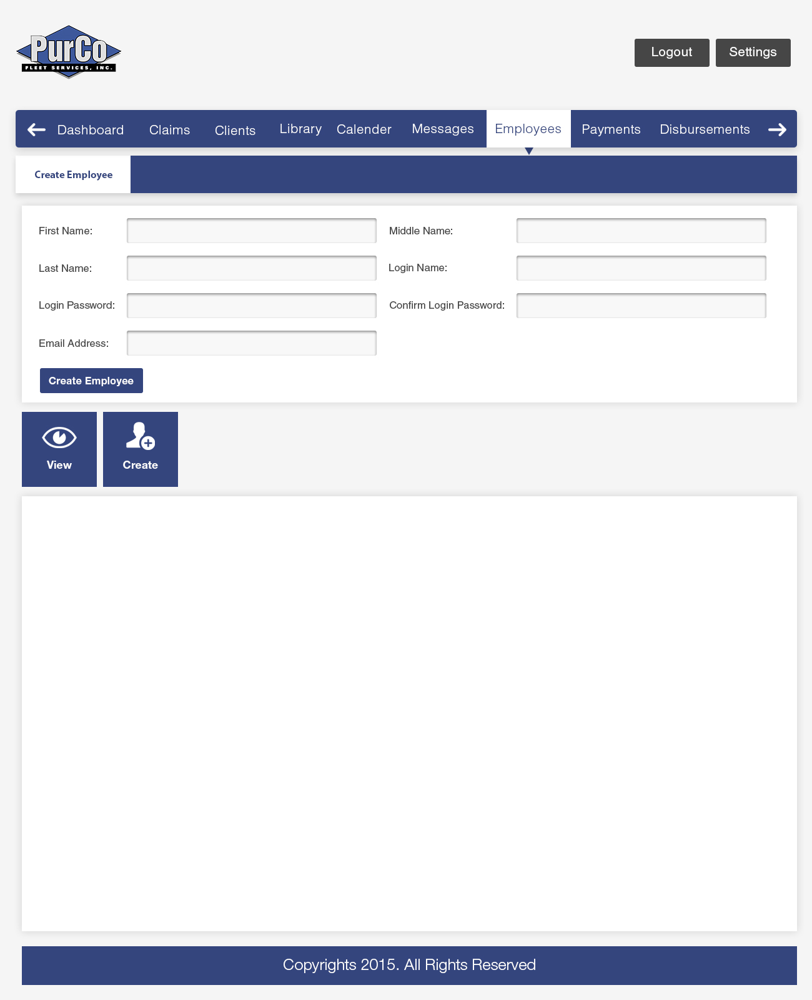 PurCo
FLEET SERVICES, INC.
Logout Settings
Dashboard Claims Clients Library Calender Messages Employees Payments Disbursements
Create Employee
First Name: Middle Name:
Last Name: Login Name:
Login Password: Confirm Login Password:
Email Address:
Create Employee
View Create
Copyrights 2015. All Rights Reserved